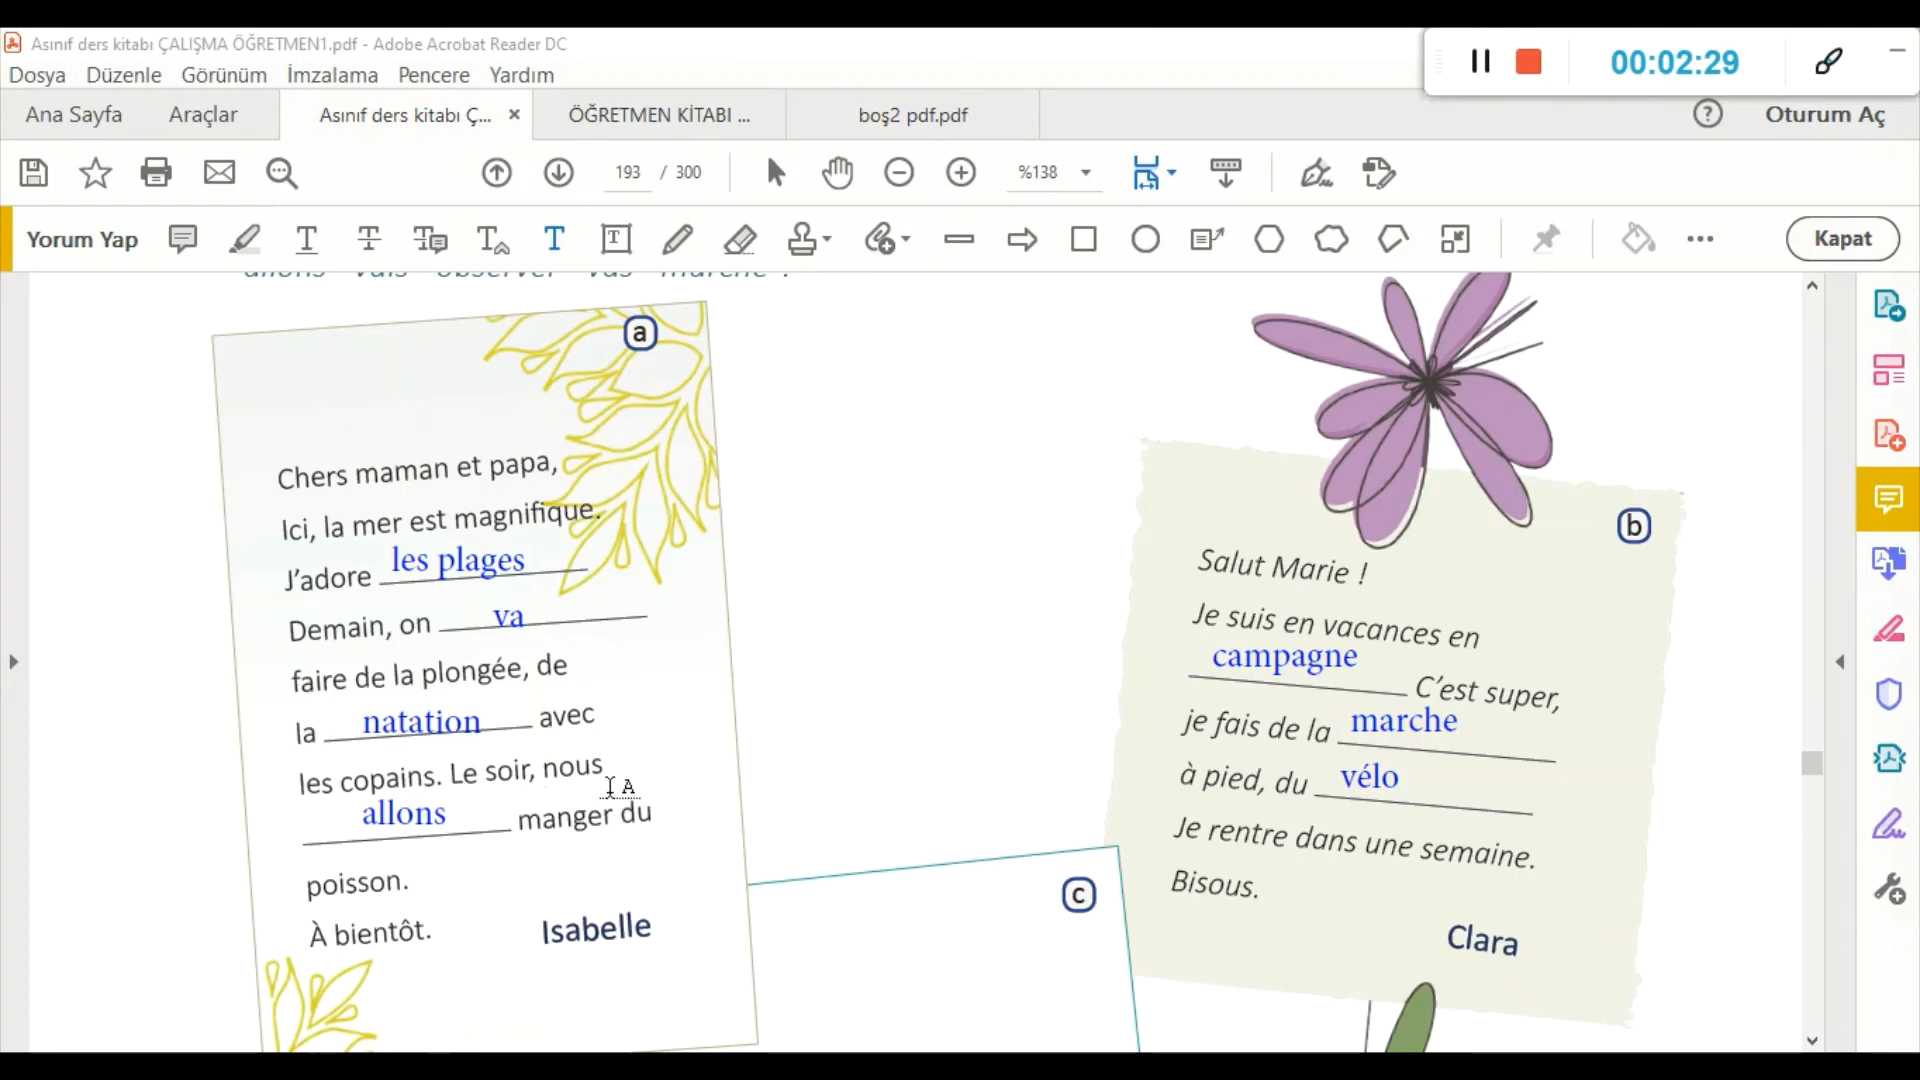 Asınıf ders kitabı ÇALIŞMA ÖĞRETMEN1.pdf - Adobe Acrobat Reader DC
Dosya Düzenle Görünüm İmzalama Pencere Yardım
00:02:29
Ana Sayfa Araçlar Asınıf ders kitabı Ç... × ÖĞRETMEN KİTABI ... boş2 pdf.pdf ? Oturum Aç
193 / 300 %138
Yorum Yap Kapat
allons - vais - observer - vas - marche !
a
Chers maman et papa,
Ici, la mer est magnifique.
J'adore les plages
Demain, on va
faire de la plongée, de
la natation avec
les copains. Le soir, nous
allons manger du
poisson.
À bientôt. Isabelle
b
Salut Marie !
Je suis en vacances en
campagne C'est super,
je fais de la marche
à pied, du vélo
Je rentre dans une semaine.
Bisous.
Clara
c